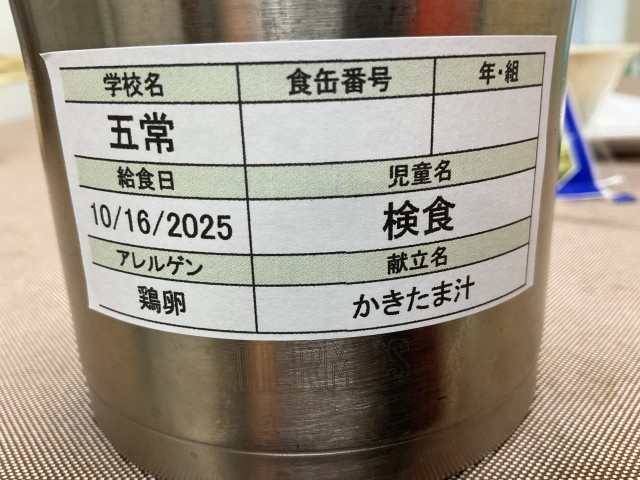 学校名 食缶番号 年・組
五常
給食日 児童名
10/16/2025 検食
アレルゲン 献立名
鶏卵 かきたま汁
THERMOS